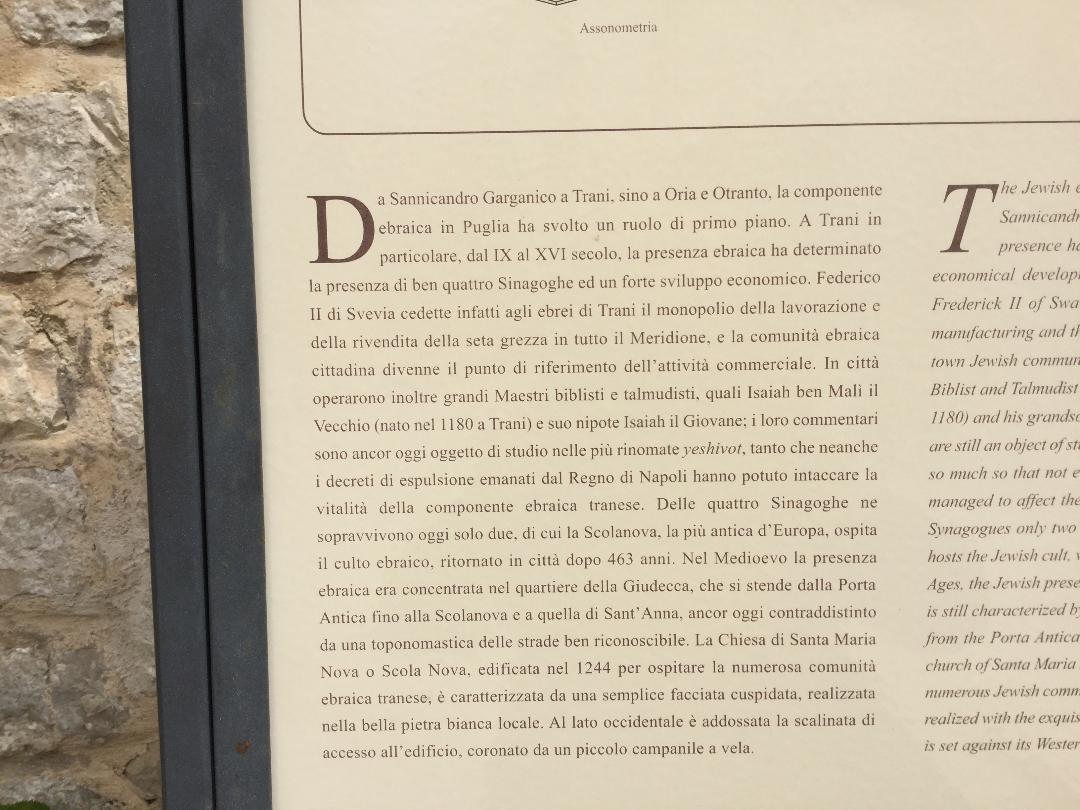 Assonometria
Da Sannicandro Garganico a Trani, sino a Oria e Otranto, la componente
ebraica in Puglia ha svolto un ruolo di primo piano. A Trani in
particolare, dal IX al XVI secolo, la presenza ebraica ha determinato
la presenza di ben quattro Sinagoghe ed un forte sviluppo economico. Federico
II di Svevia cedette infatti agli ebrei di Trani il monopolio della lavorazione e
della rivendita della seta grezza in tutto il Meridione, e la comunità ebraica
cittadina divenne il punto di riferimento dell'attività commerciale. In città
operarono inoltre grandi Maestri biblisti e talmudisti, quali Isaiah ben Malì il
Vecchio (nato nel 1180 a Trani) e suo nipote Isaiah il Giovane; i loro commentari
sono ancor oggi oggetto di studio nelle più rinomate yeshivot, tanto che neanche
i decreti di espulsione emanati dal Regno di Napoli hanno potuto intaccare la
vitalità della componente ebraica tranese. Delle quattro Sinagoghe ne
sopravvivono oggi solo due, di cui la Scolanova, la più antica d'Europa, ospita
il culto ebraico, ritornato in città dopo 463 anni. Nel Medioevo la presenza
ebraica era concentrata nel quartiere della Giudecca, che si stende dalla Porta
Antica fino alla Scolanova e a quella di Sant'Anna, ancor oggi contraddistinto
da una toponomastica delle strade ben riconoscibile. La Chiesa di Santa Maria
Nova o Scola Nova, edificata nel 1244 per ospitare la numerosa comunità
ebraica tranese, è caratterizzata da una semplice facciata cuspidata, realizzata
nella bella pietra bianca locale. Al lato occidentale è addossata la scalinata di
accesso all'edificio, coronato da un piccolo campanile a vela.
The Jewish
Sannicand
presence
economical develop
Frederick II of Swa
manufacturing and th
town Jewish commun
Biblist and Talmudist
1180) and his grands
are still an object of st
so much so that not
managed to affect the
Synagogues only two
hosts the Jewish cult,
Ages, the Jewish prese
is still characterized b
from the Porta Antica
church of Santa Maria
numerous Jewish comm
realized with the exquis
is set against its Wester